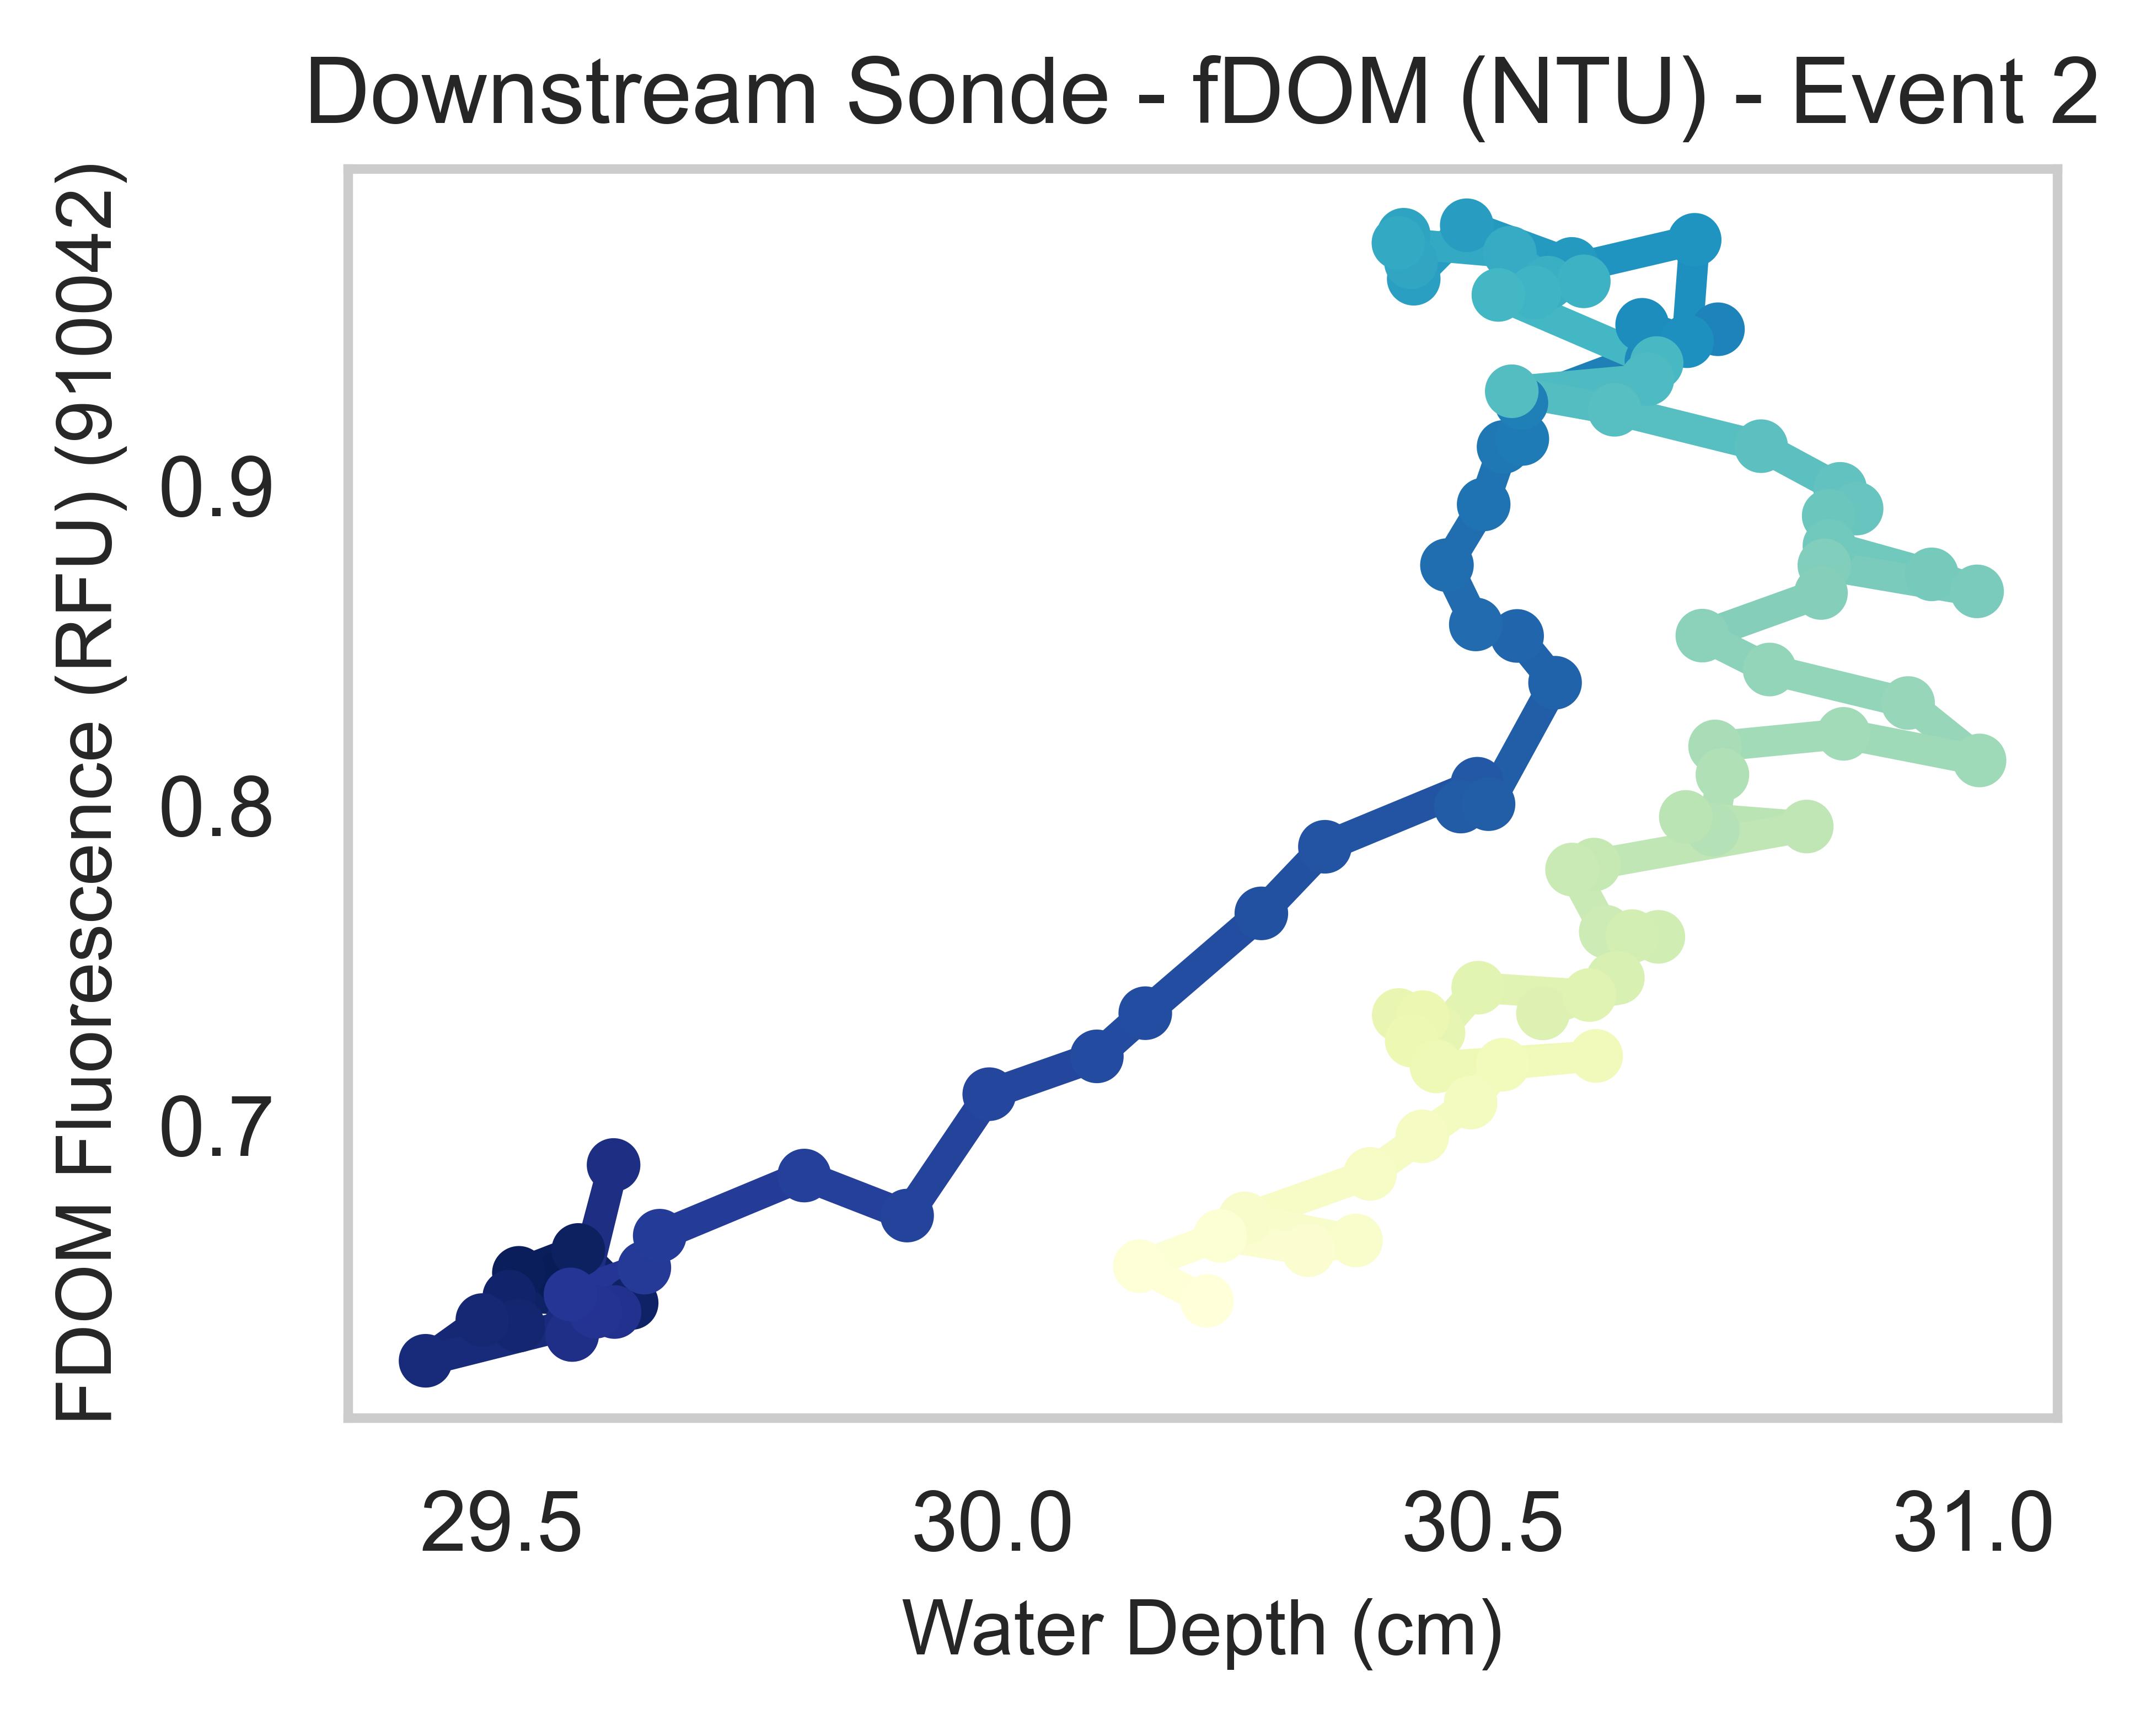 Downstream Sonde - fDOM (NTU) - Event 2
FDOM Fluorescence (RFU) (910042)
0.9
0.8
0.7
29.5 30.0 30.5 31.0
Water Depth (cm)